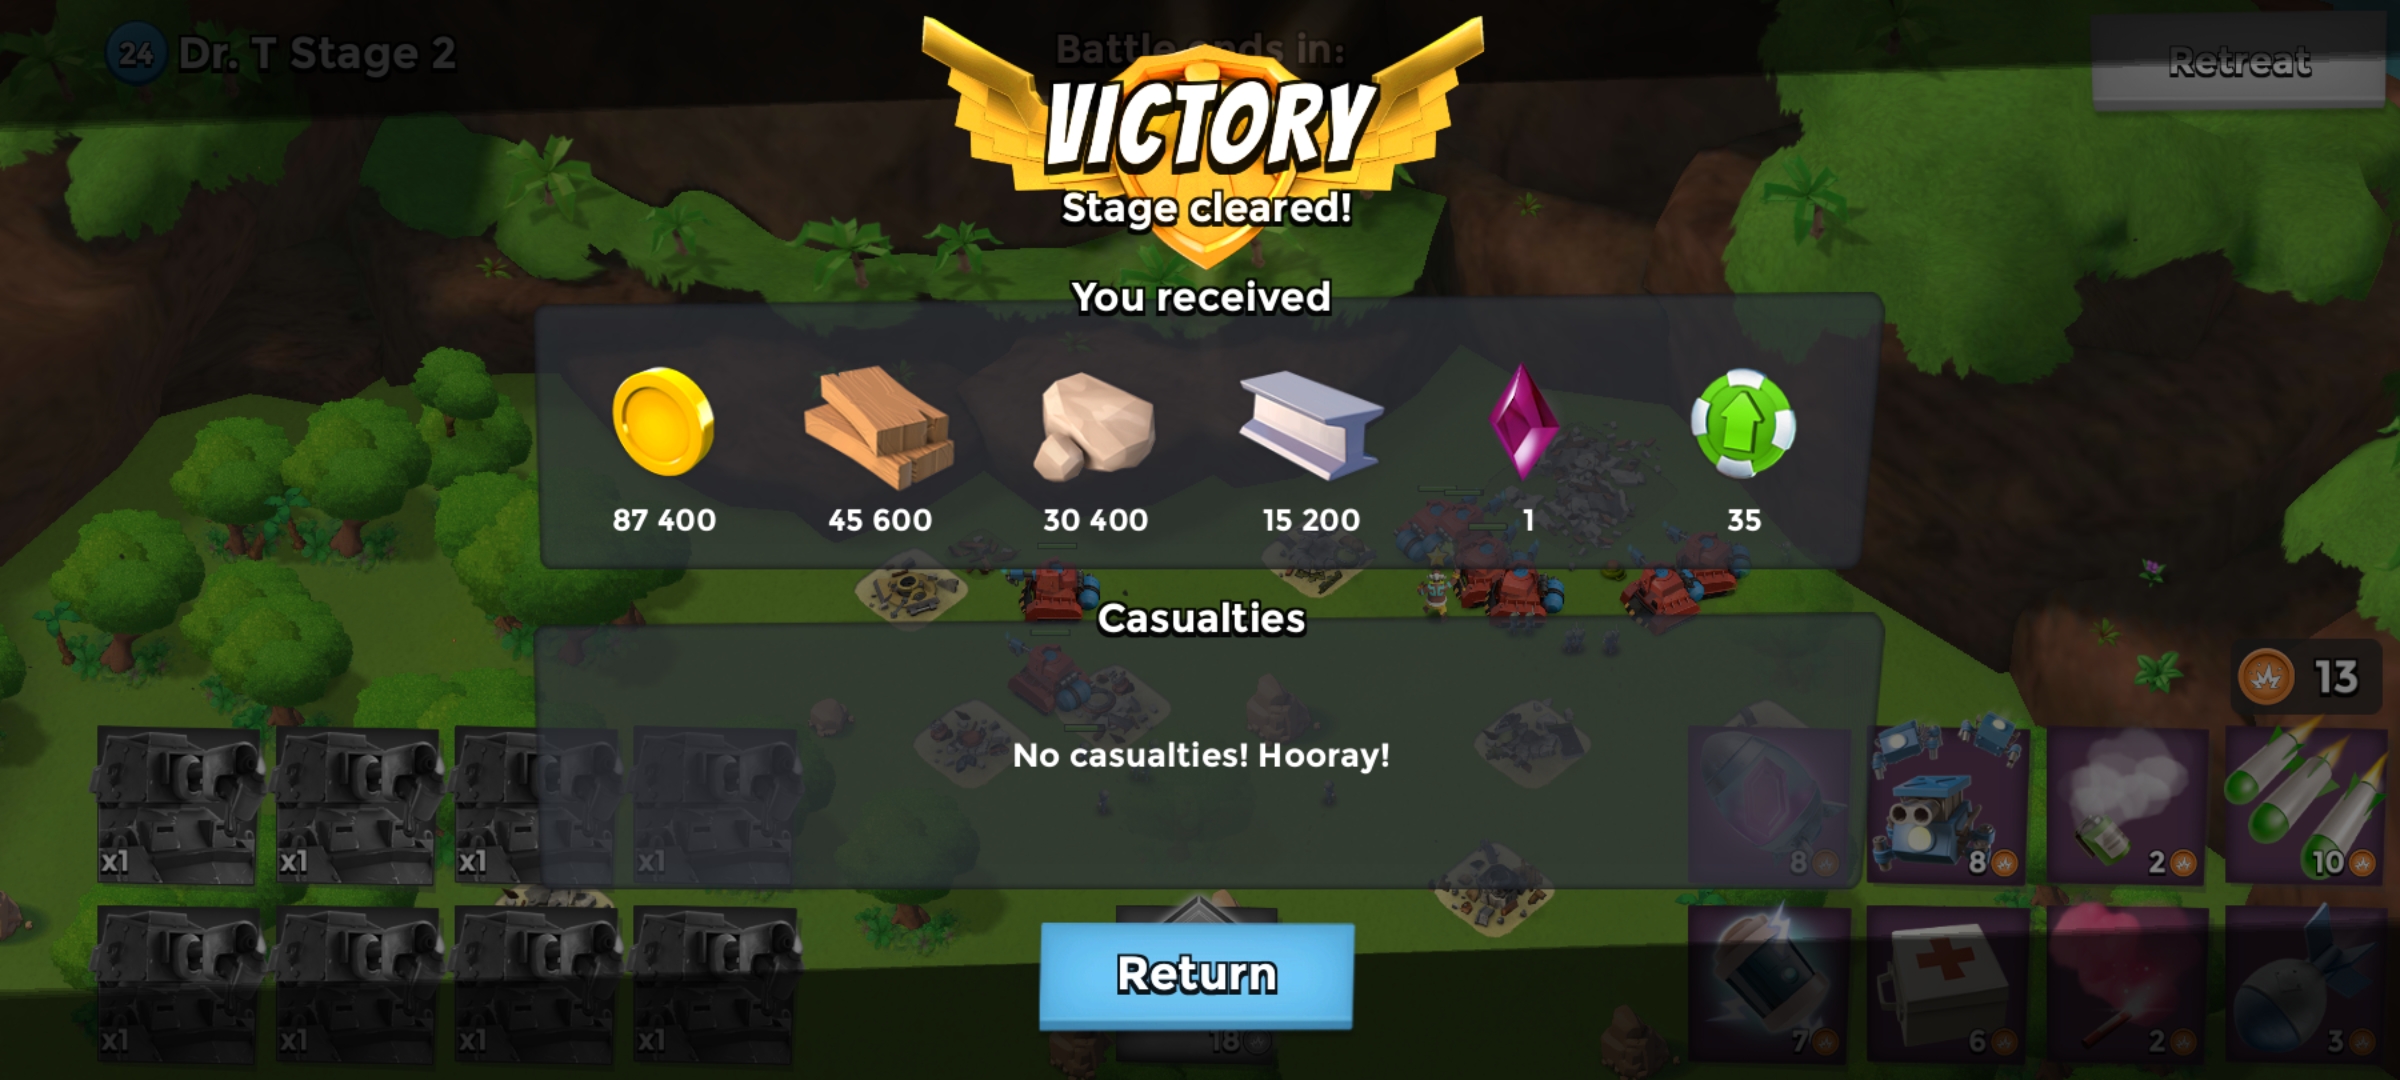 24 Dr. T Stage 2
Battle ends in:
Retreat
VICTORY
Stage cleared!
You received
87 400
45 600
30 400
15 200
1
35
Casualties
No casualties! Hooray!
13
x1
x1
x1
x1
8
8
2
10
Return
x1
x1
x1
x1
18
7
6
2
3